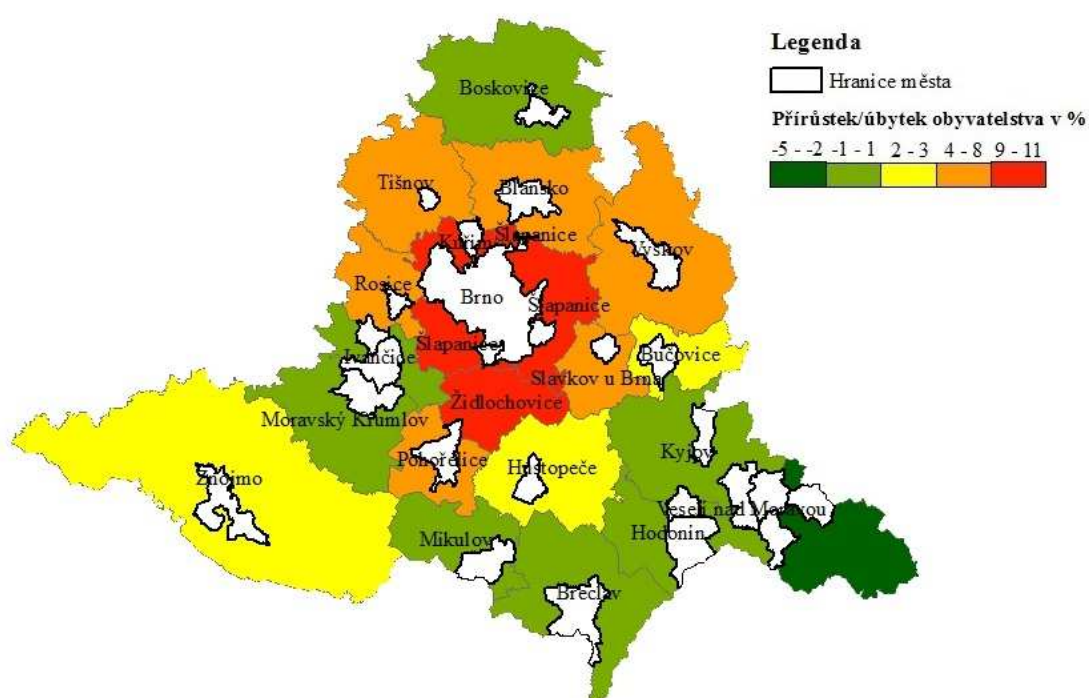 Legenda
Hranice města
Přírůstek/úbytek obyvatelstva v %
-5 - -2 -1 - 1 2 - 3 4 - 8 9 - 11
Boskovice
Tišnov
Blansko
Kuřim
Šlapanice
Vyškov
Rosice
Brno
Šlapanice
Šlapanice
Ivančice
Bučovice
Slavkov u Brna
Židlochovice
Moravský Krumlov
Kyjov
Pohořelice
Hustopeče
Znojmo
Veselí nad Moravou
Hodonín
Mikulov
Břeclav